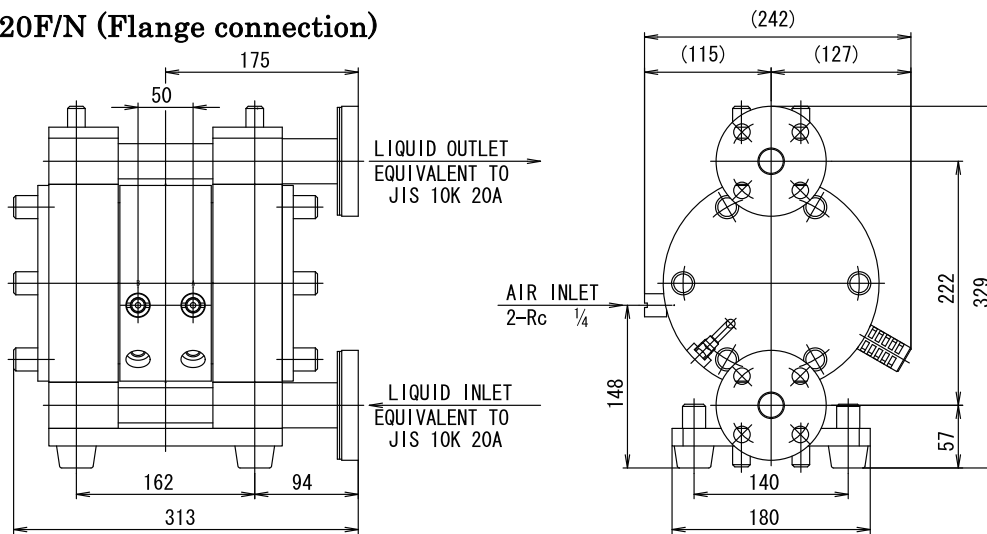 20F/N (Flange connection)
175
50
LIQUID OUTLET
EQUIVALENT TO
JIS 10K 20A
LIQUID INLET
EQUIVALENT TO
JIS 10K 20A
162
94
313
(242)
(115)
(127)
AIR INLET
2-Rc 1/4
148
222
329
57
140
180